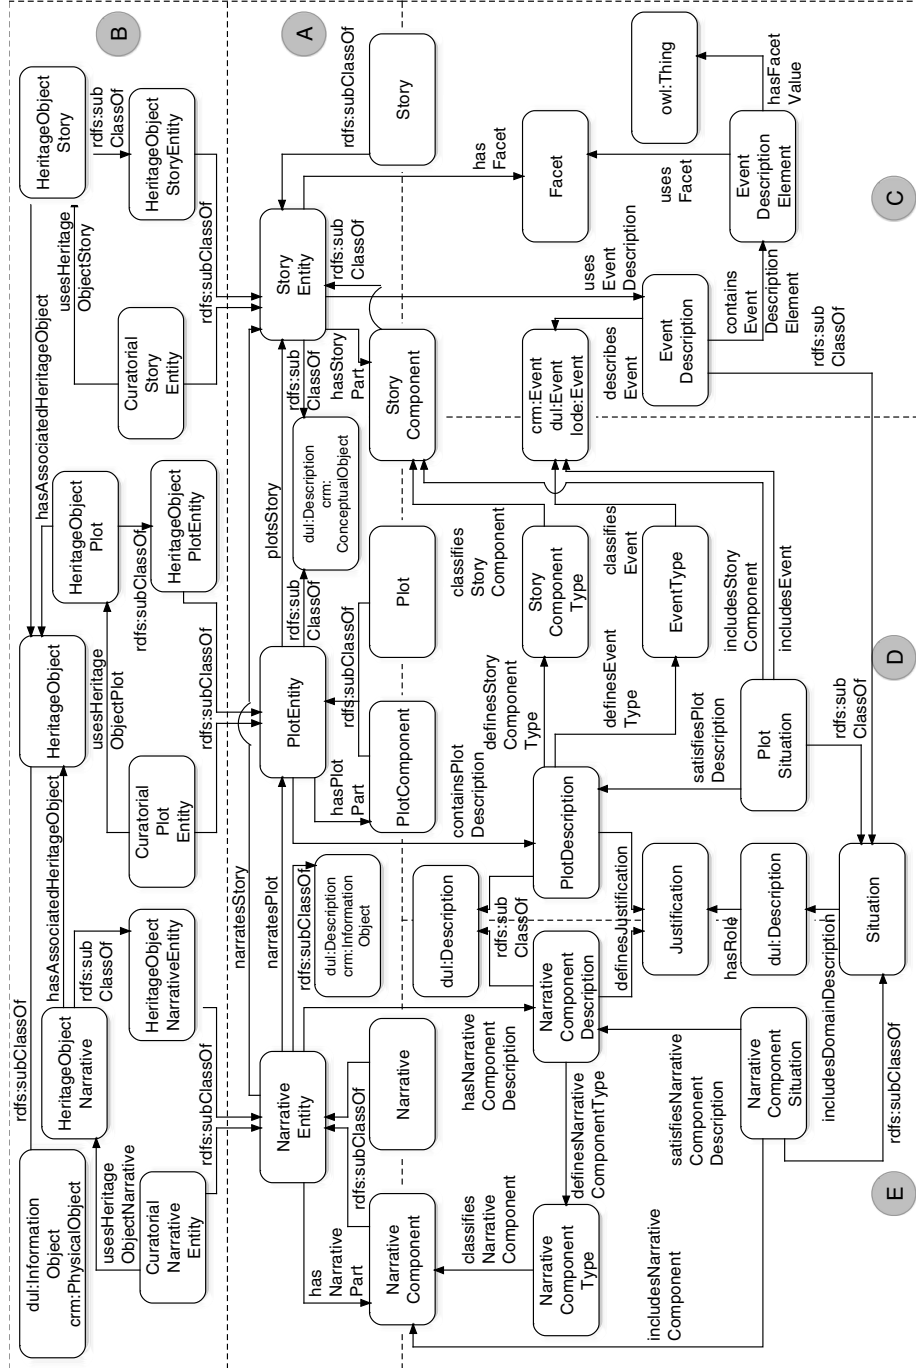 dul:Information
Object
crm:PhysicalObject
rdfs:subClassOf
HeritageObject
hasAssociatedHeritageObject
HeritageObject
Story
B
HeritageObject
Narrative
hasAssociatedHeritageObject
HeritageObject
Plot
usesHeritage
ObjectNarrative
rdfs:sub
ClassOf
usesHeritage
ObjectPlot
rdfs:subClassOf
usesHeritage
ObjectStory
rdfs:sub
ClassOf
Curatorial
Narrative
Entity
HeritageObject
NarrativeEntity
Curatorial
Plot
Entity
HeritageObject
PlotEntity
Curatorial
Story
Entity
HeritageObject
StoryEntity
rdfs:subClassOf
rdfs:subClassOf
rdfs:subClassOf
narratesStory
A
Narrative
Entity
narratesPlot
PlotEntity
plotsStory
Story
Entity
rdfs:subClassOf
rdfs:subClassOf
rdfs:sub
ClassOf
rdfs:sub
ClassOf
has
Narrative
Part
rdfs:subClassOf
dul:Description
crm:Information
Object
hasPlot
Part
rdfs:subClassOf
dul:Description
crm:
ConceptualObject
hasStory
Part
rdfs:sub
ClassOf
Narrative
Component
Narrative
PlotComponent
Plot
Story
Component
Story
classifies
Narrative
Component
hasNarrative
Component
Description
dul:Description
containsPlot
Description
definesStory
Component
Type
classifies
Story
Component
has
Facet
rdfs:sub
ClassOf
Narrative
Component
Type
definesNarrative
ComponentType
Narrative
Component
Description
PlotDescription
Story
Component
Type
crm:Event
dul:Event
lode:Event
Facet
definesJustification
definesEvent
Type
classifies
Event
describes
Event
uses
Event
Description
uses
Facet
owl:Thing
includesNarrative
Component
satisfiesNarrative
Component
Description
Justification
EventType
Event
Description
hasRole
satisfiesPlot
Description
includesStory
Component
contains
Event
Description
Element
Event
Description
Element
hasFacet
Value
Narrative
Component
Situation
dul:Description
Plot
Situation
includesEvent
includesDomainDescription
rdfs:sub
ClassOf
rdfs:sub
ClassOf
E
rdfs:subClassOf
Situation
D
C